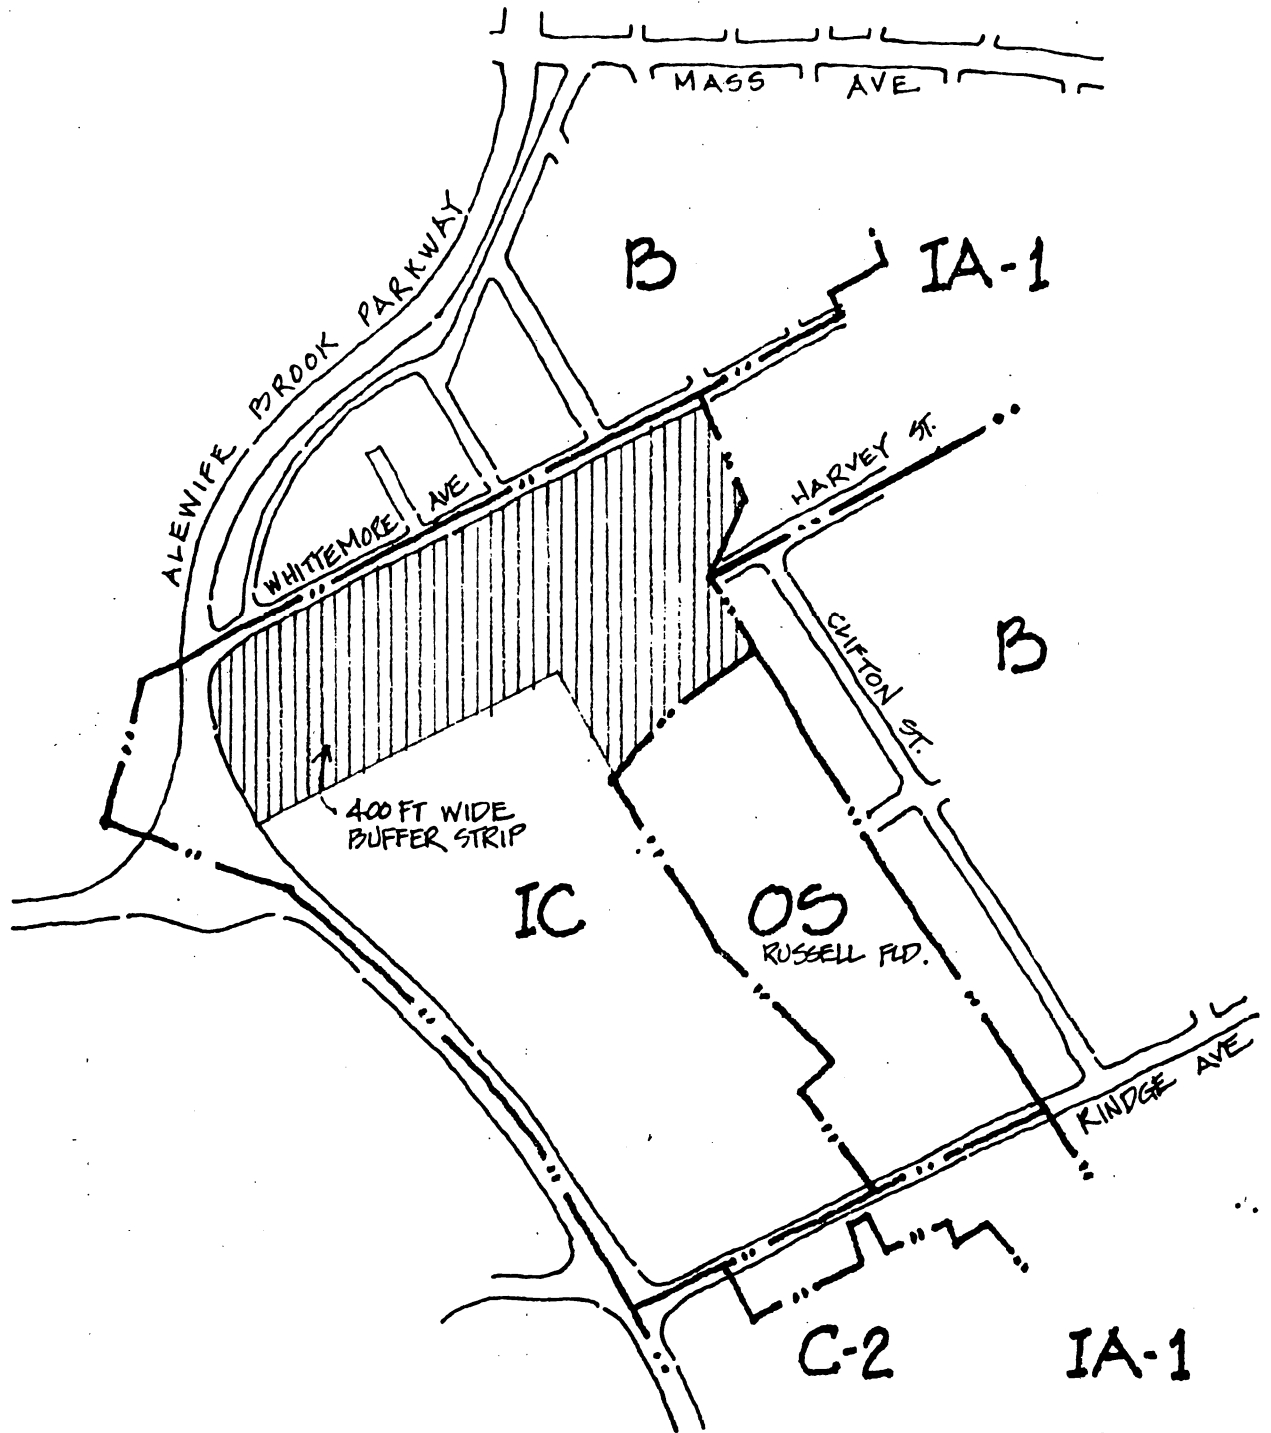 MASS AVE
ALEWIFE BROOK PARKWAY
B
IA-1
HARVEY ST.
WHITTEMORE AVE
CLIFTON ST.
B
400 FT WIDE
BUFFER STRIP
IC
OS
RUSSELL FLD.
RINDGE AVE
C-2
IA-1